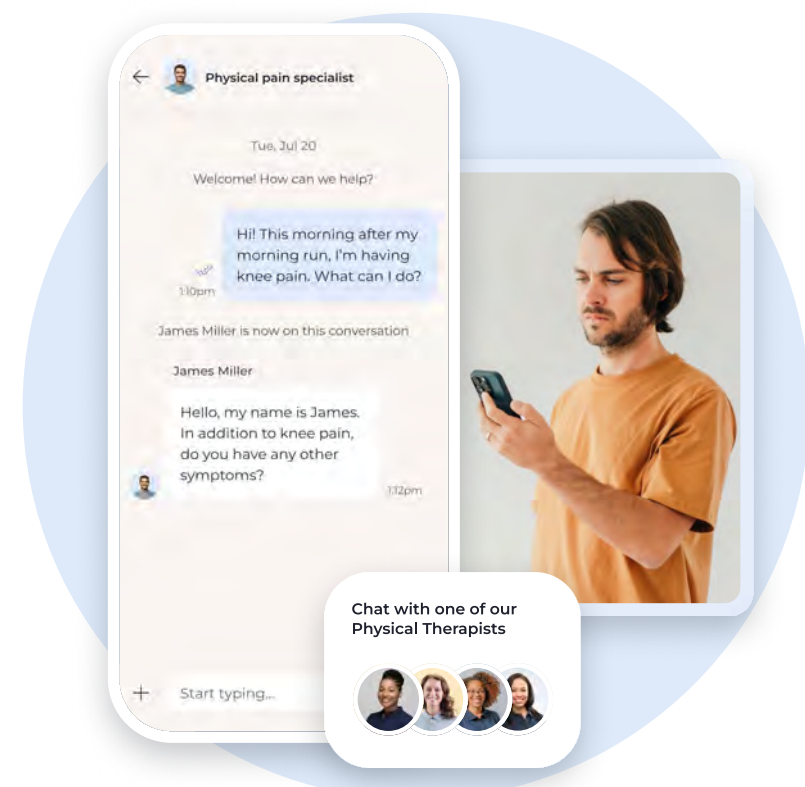 Physical pain specialist
Tue, Jul 20
Welcome! How can we help?
Hi! This morning after my
morning run, I'm having
knee pain. What can I do?
1:10pm
James Miller is now on this conversation
James Miller
Hello, my name is James.
In addition to knee pain,
do you have any other
symptoms?
1:12pm
Start typing...
Chat with one of our
Physical Therapists